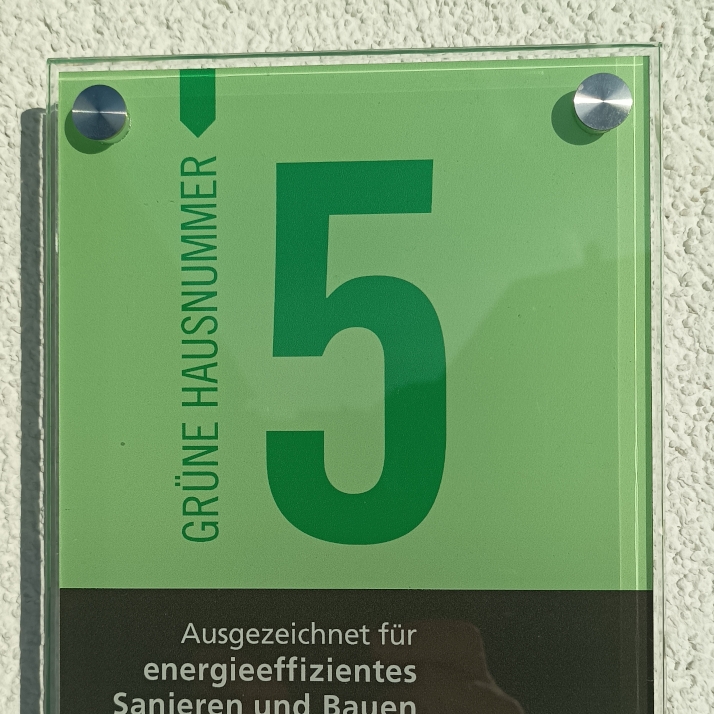 GRÜNE HAUSNUMMER
5
Ausgezeichnet für
energieeffizientes
Sanieren und Bauen